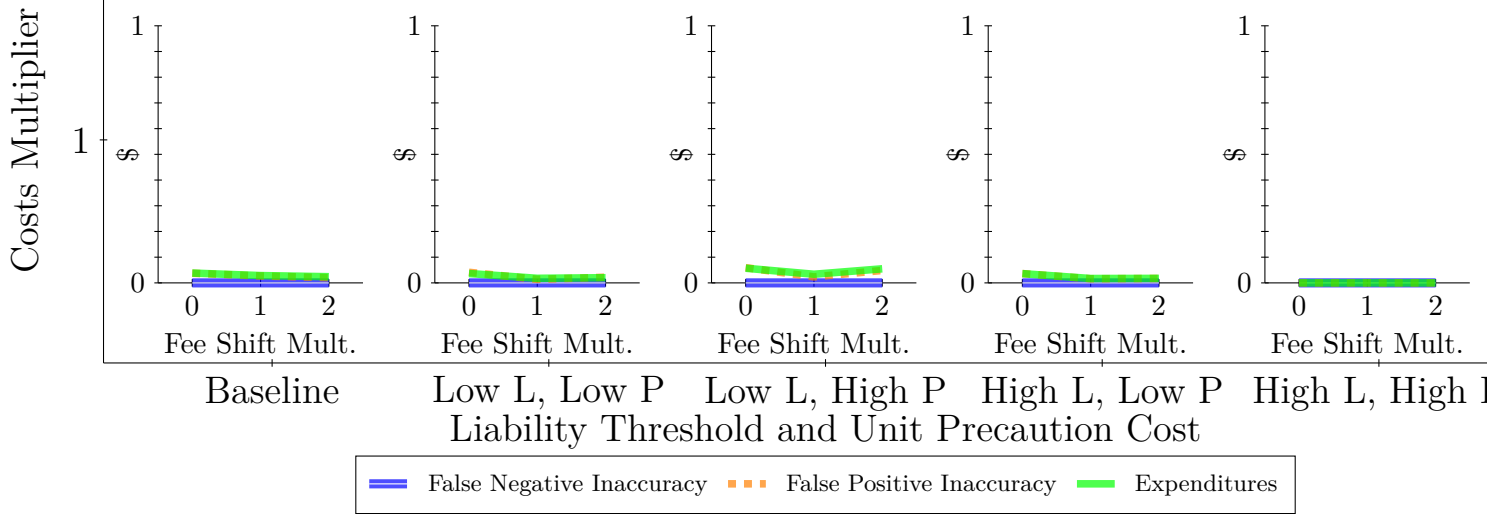 Costs Multiplier
1
1 1 1 1 1
$ $ $ $ $
0 0 0 0 0
0 1 2 0 1 2 0 1 2 0 1 2 0 1 2
Fee Shift Mult. Fee Shift Mult. Fee Shift Mult. Fee Shift Mult. Fee Shift Mult.
Baseline Low L, Low P Low L, High P High L, Low P High L, High
Liability Threshold and Unit Precaution Cost
False Negative Inaccuracy False Positive Inaccuracy Expenditures